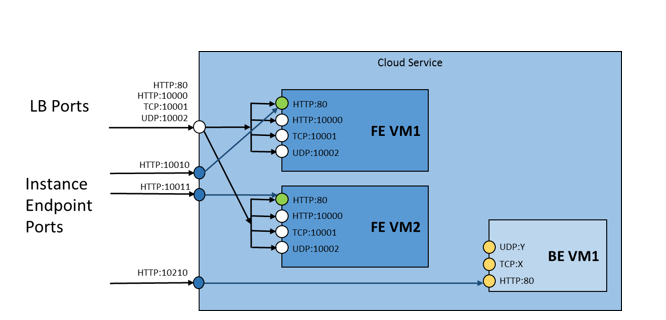 Cloud Service
LB Ports
HTTP:80
HTTP:10000
TCP:10001
UDP:10002
HTTP:80
HTTP:10000
TCP:10001
UDP:10002
FE VM1
Instance
Endpoint
Ports
HTTP:10010
HTTP:10011
HTTP:80
HTTP:10000
TCP:10001
UDP:10002
FE VM2
UDP:Y
TCP:X
HTTP:80
BE VM1
HTTP:10210